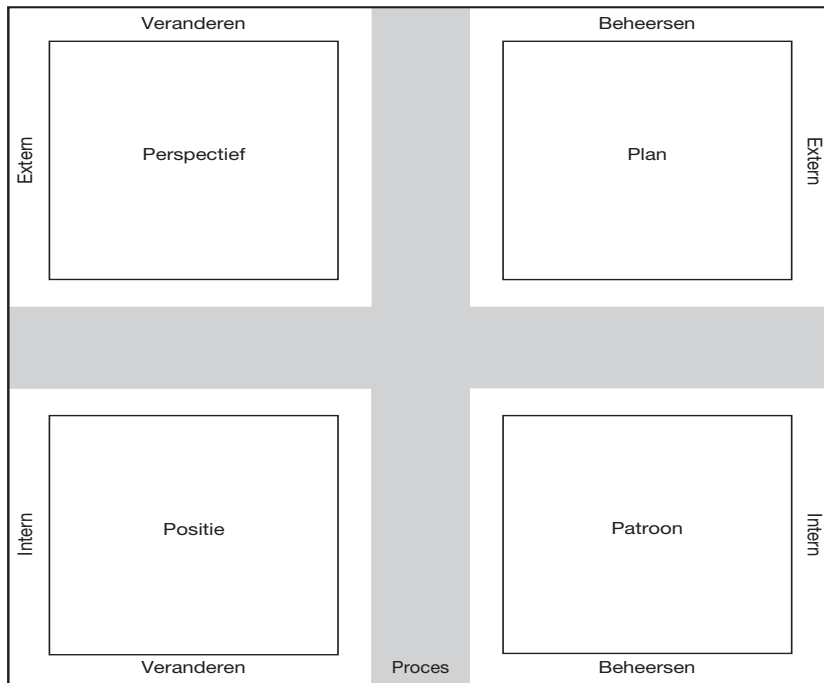 Veranderen
Beheersen
Extern
Perspectief
Plan
Extern
Intern
Positie
Patroon
Intern
Veranderen
Proces
Beheersen